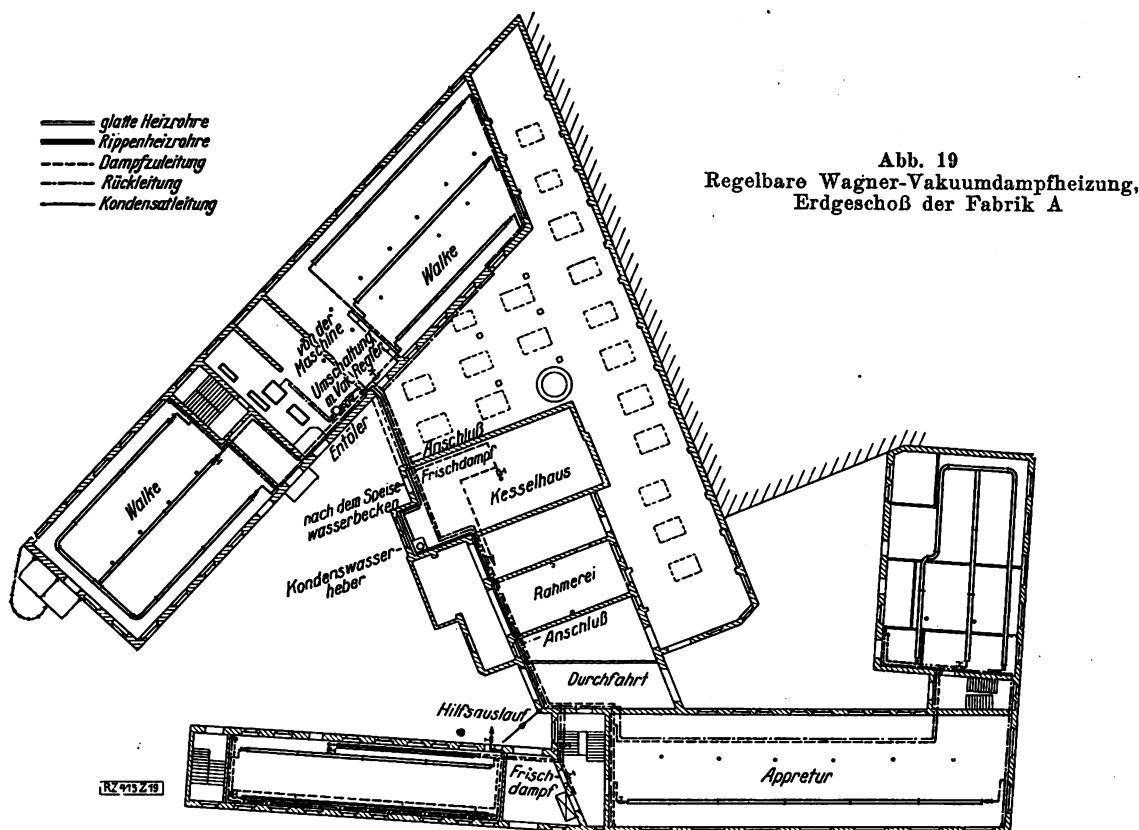 glatte Heizrohre
Rippenheizrohre
Dampfzuleitung
Rückleitung
Kondensatleitung
Abb. 19
Regelbare Wagner-Vakuumdampfheizung,
Erdgeschoß der Fabrik A
Walke
von der
Maschine
Umschaltung
m. Vak. Regler
Entöler
Anschluß
Frischdampf
Kesselhaus
Walke
nach dem Speise
wasserbecken
Kondenswasser
heber
Rahmerei
Anschluß
Durchfahrt
Hilfsauslauf
Frisch-
dampf
Appretur
RZ 413 Z 19